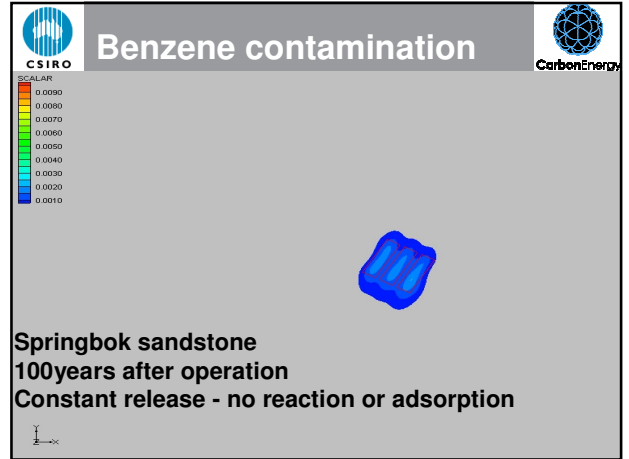 CSIRO
Benzene contamination
CarbonEnergy
SCALAR
0.0090
0.0080
0.0070
0.0060
0.0050
0.0040
0.0030
0.0020
0.0010
Springbok sandstone
100years after operation
Constant release - no reaction or adsorption
Y
Z X